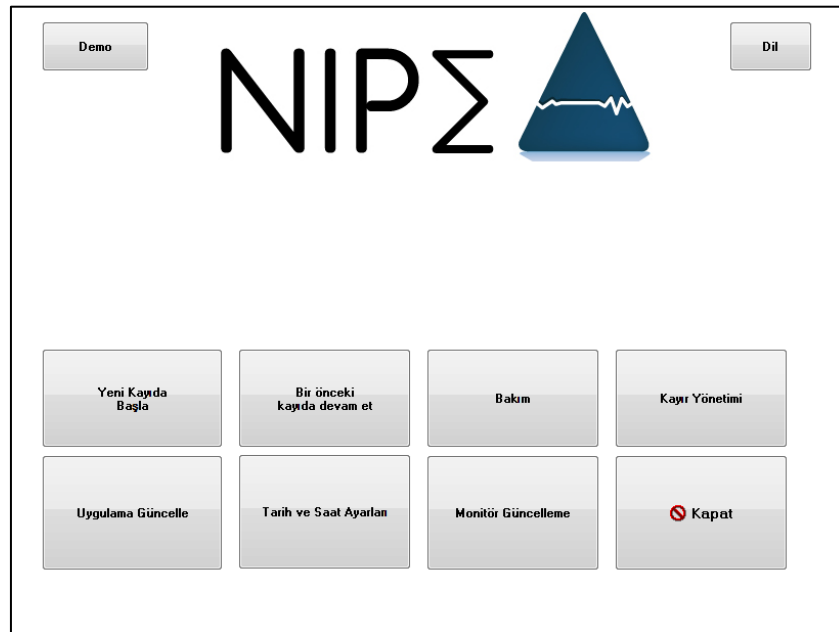 Demo
NIPΣ
Dil
Yeni Kayıda
Başla
Bir önceki
kayıda devam et
Bakım
Kayır Yönetimi
Uygulama Güncelle
Tarih ve Saat Ayarları
Monitör Güncelleme
Kapat